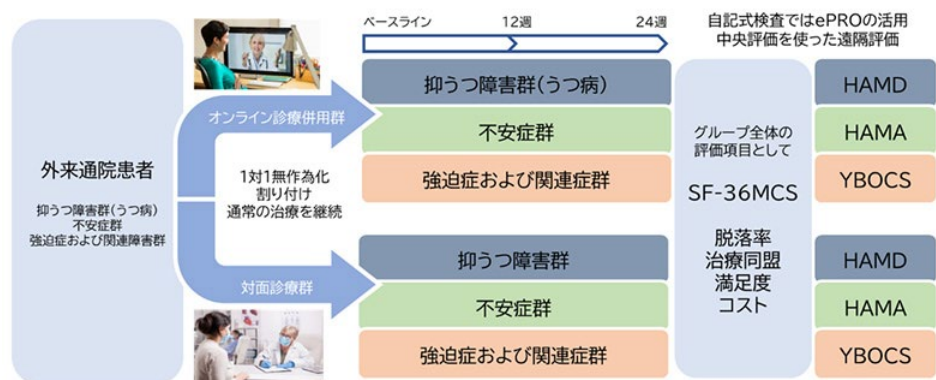 ベースライン
12週
24週
自記式検査ではePROの活用
中央評価を使った遠隔評価
外来通院患者
抑うつ障害群(うつ病)
不安症群
強迫症および関連障害群
オンライン診療併用群
1対1無作為化
割り付け
通常の治療を継続
対面診療群
抑うつ障害群(うつ病)
不安症群
強迫症および関連症群
抑うつ障害群
不安症群
強迫症および関連症群
グループ全体の
評価項目として
SF-36MCS
脱落率
治療同盟
満足度
コスト
HAMD
HAMA
YBOCS
HAMD
HAMA
YBOCS